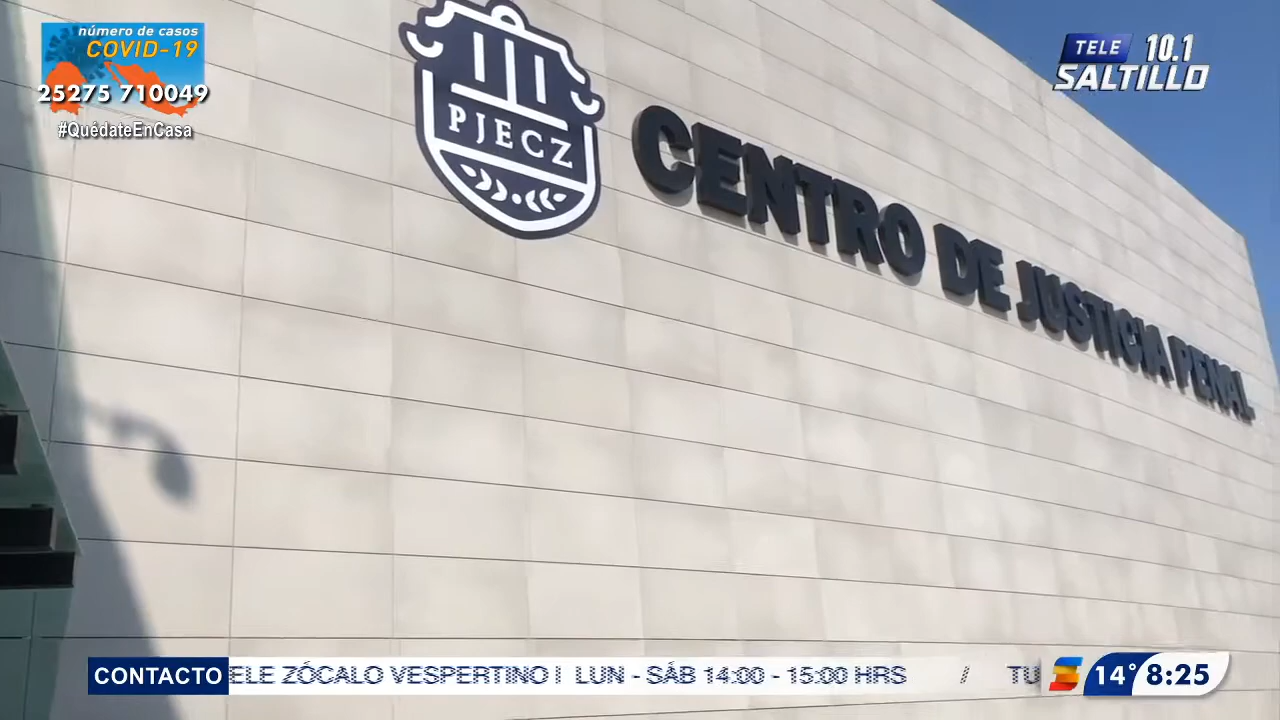 número de casos
COVID-19
25275 710049
#QuédateEnCasa
TELE 10.1
SALTILLO
PJECZ
CENTRO DE JUSTICIA PENAL
CONTACTO
ELE ZÓCALO VESPERTINO | LUN - SÁB 14:00 - 15:00 HRS / TU
14° 8:25